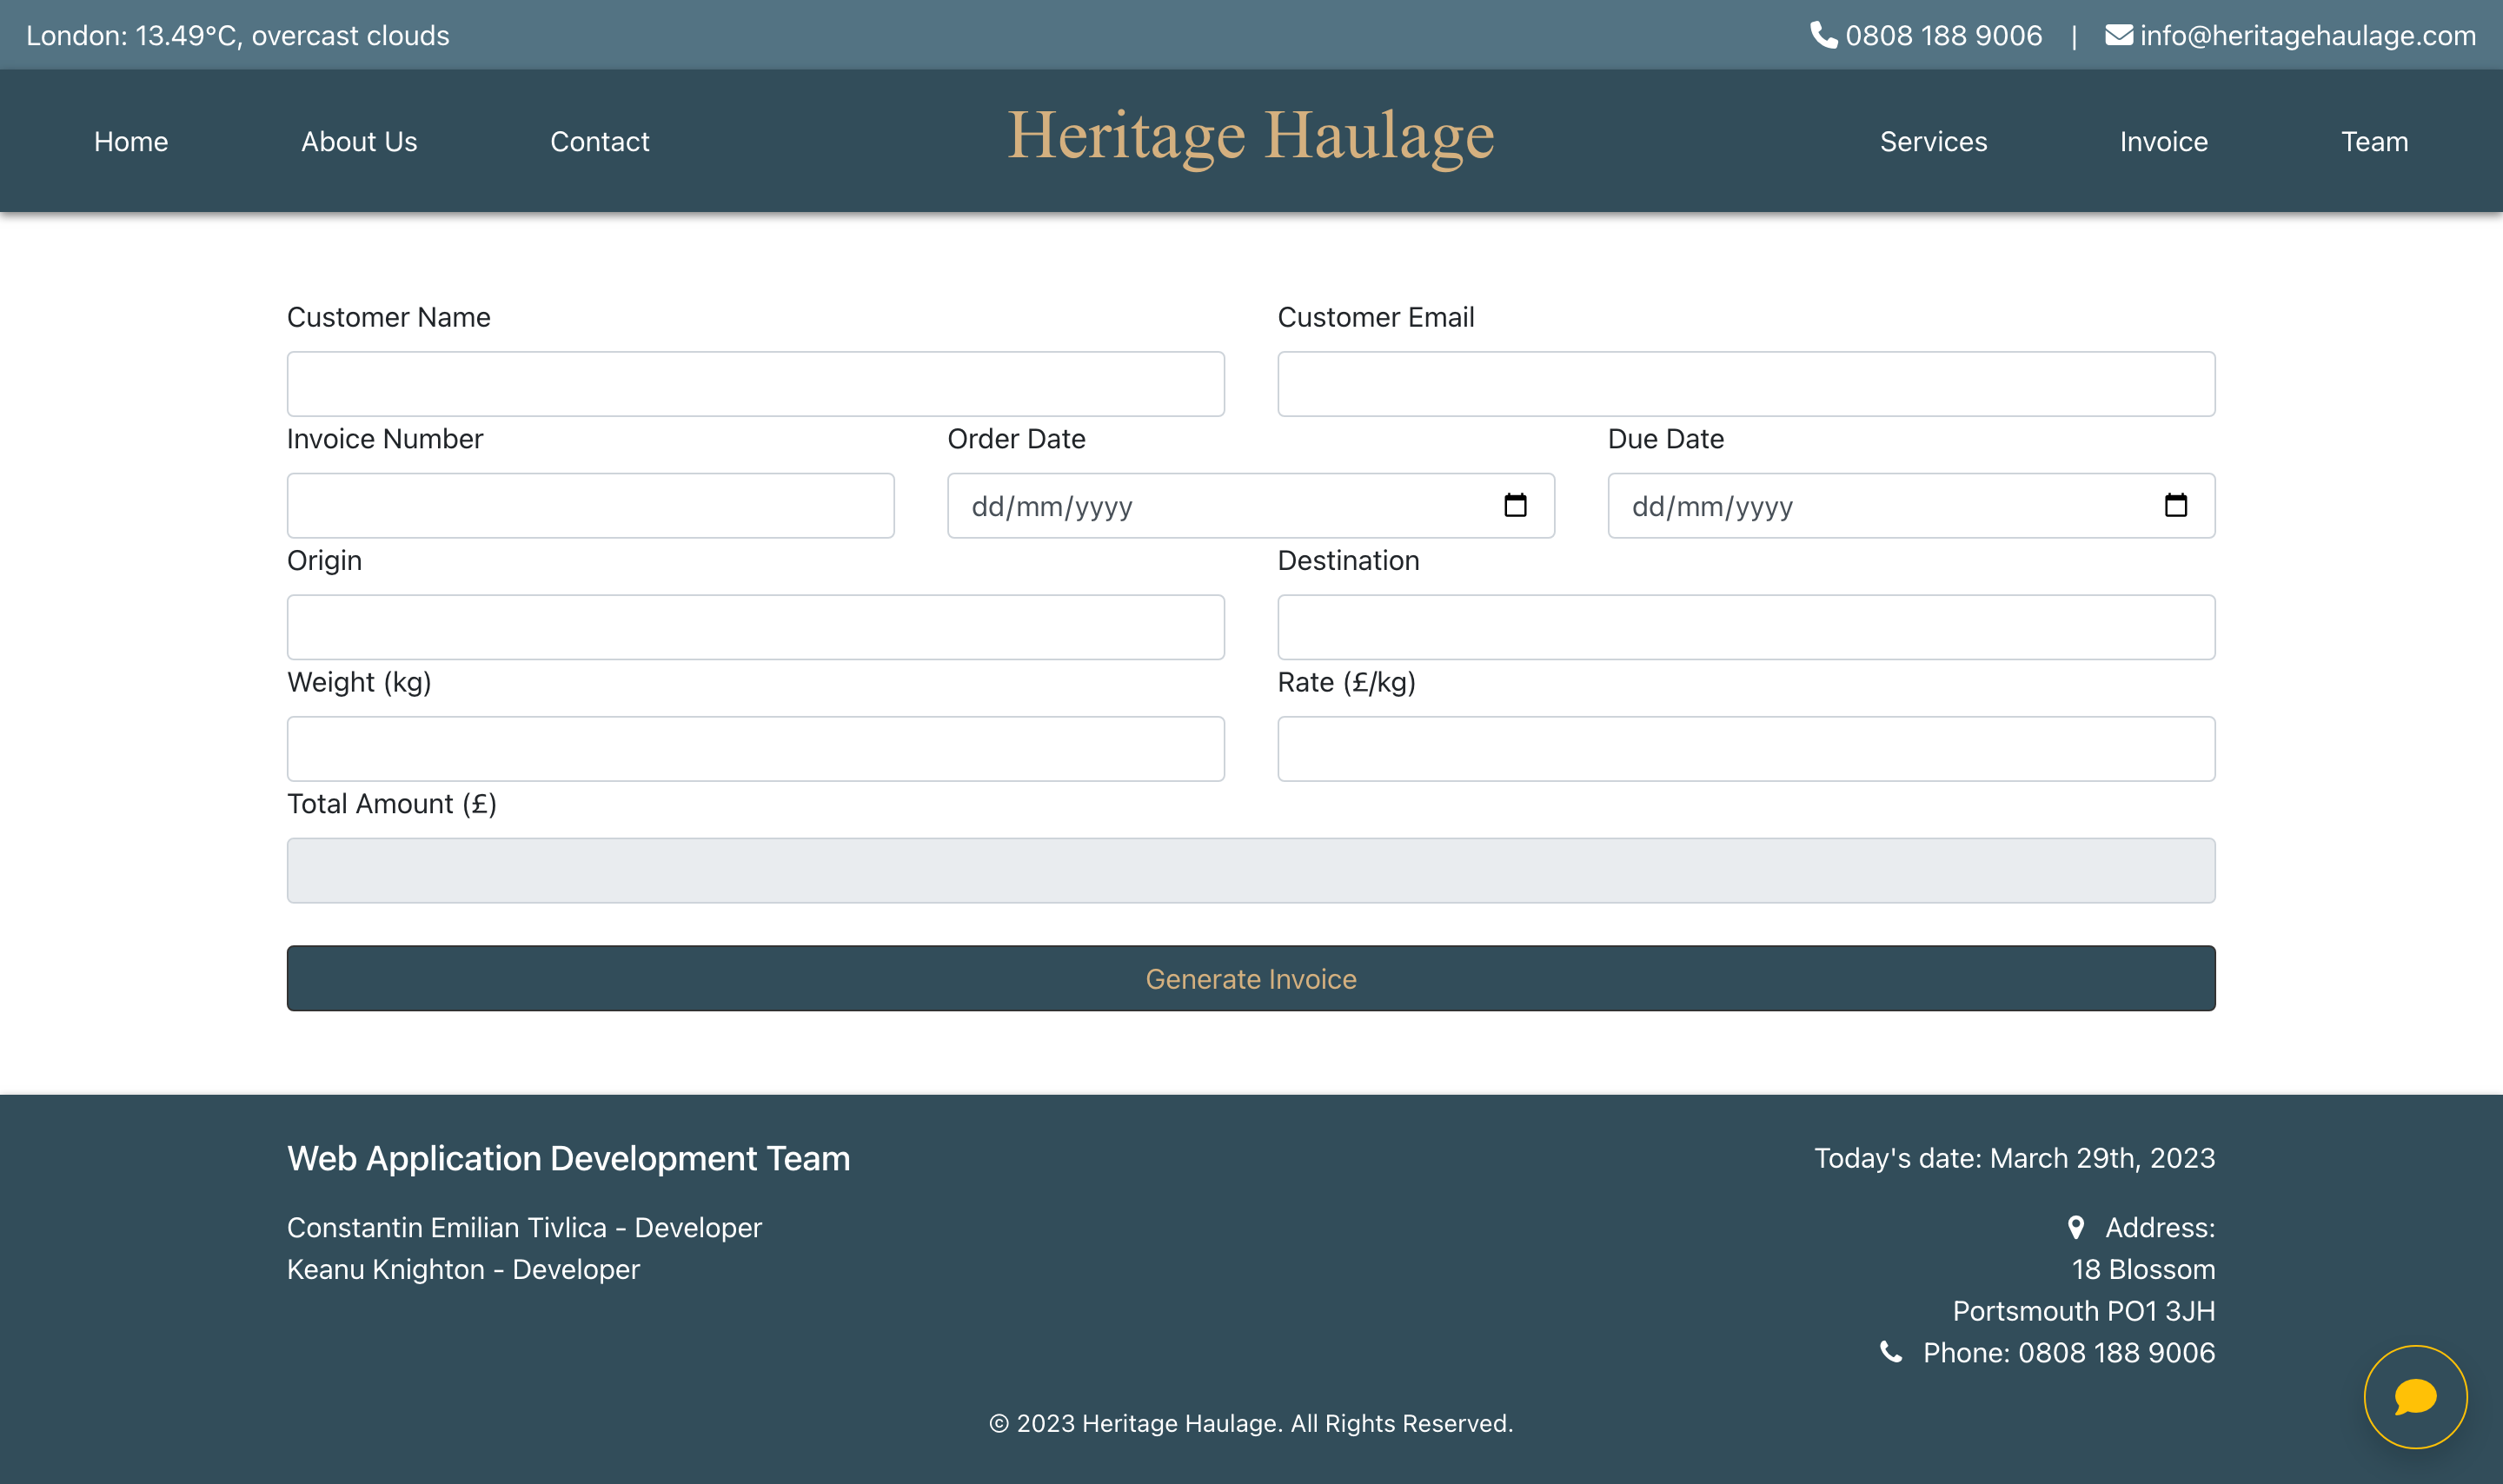 London: 13.49°C, overcast clouds
0808 188 9006 | info@heritagehaulage.com
Home About Us Contact Heritage Haulage Services Invoice Team
Customer Name Customer Email
Invoice Number Order Date Due Date
dd/mm/yyyy dd/mm/yyyy
Origin Destination
Weight (kg) Rate (£/kg)
Total Amount (£)
Generate Invoice
Web Application Development Team
Constantin Emilian Tivlica - Developer
Keanu Knighton - Developer
Today's date: March 29th, 2023
Address:
18 Blossom
Portsmouth PO1 3JH
Phone: 0808 188 9006
© 2023 Heritage Haulage. All Rights Reserved.